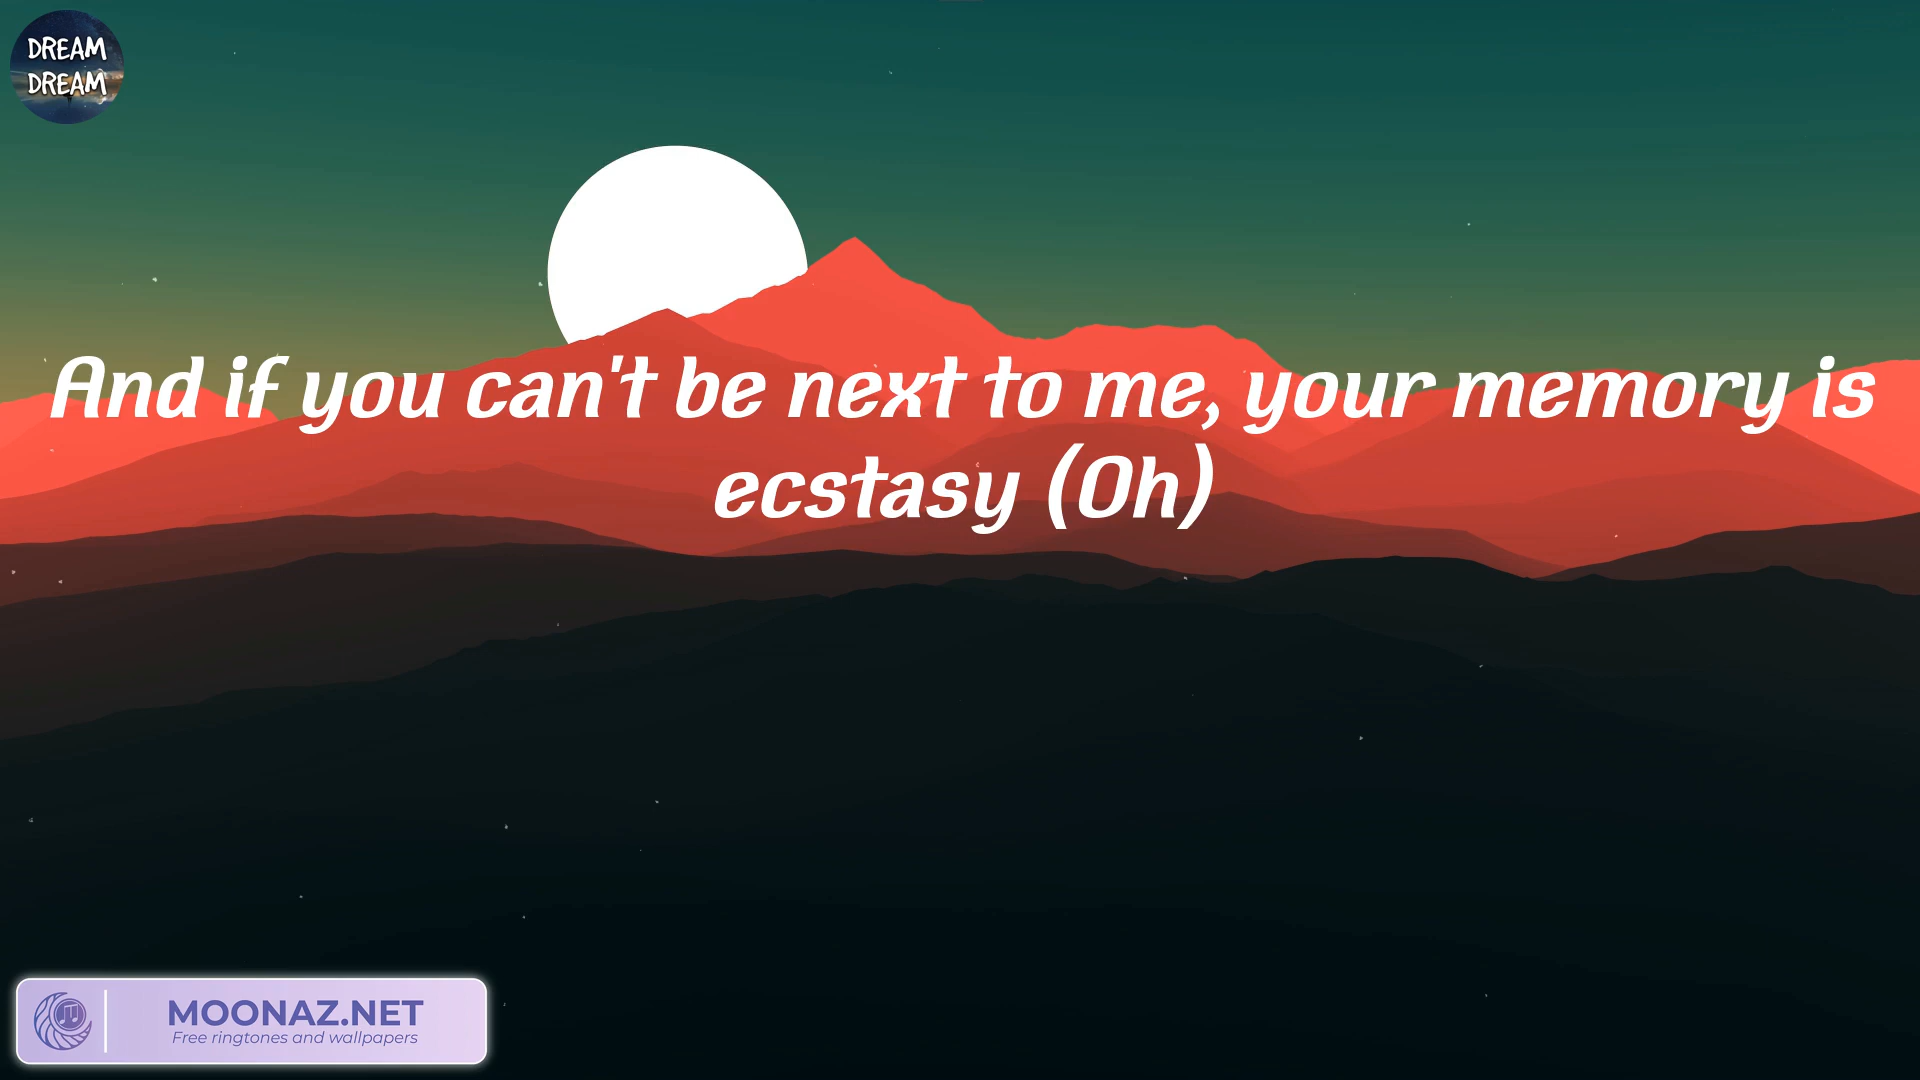 DREAM
DREAM
And if you can't be next to me, your memory is
ecstasy (Oh)
MOONAZ.NET
Free ringtones and wallpapers